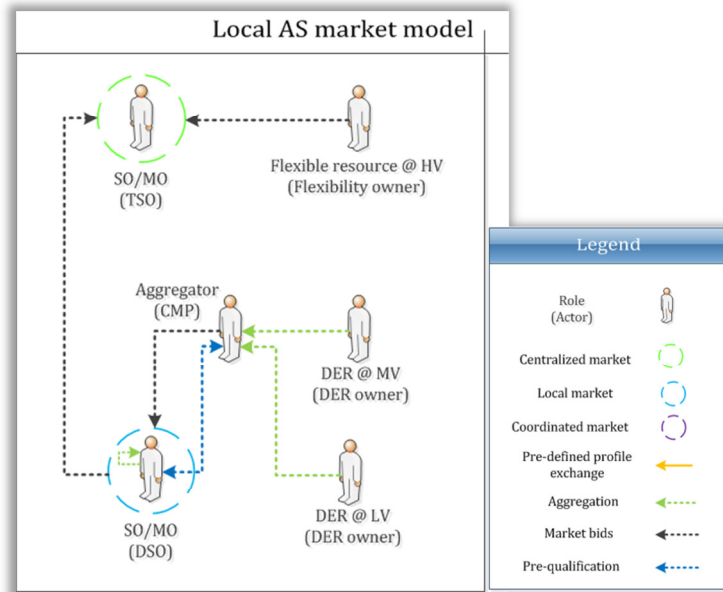 Local AS market model
SO/MO
(TSO)
Flexible resource @ HV
(Flexibility owner)
Aggregator
(CMP)
DER @ MV
(DER owner)
SO/MO
(DSO)
DER @ LV
(DER owner)
Legend
Role
(Actor)
Centralized market
Local market
Coordinated market
Pre-defined profile
exchange
Aggregation
Market bids
Pre-qualification